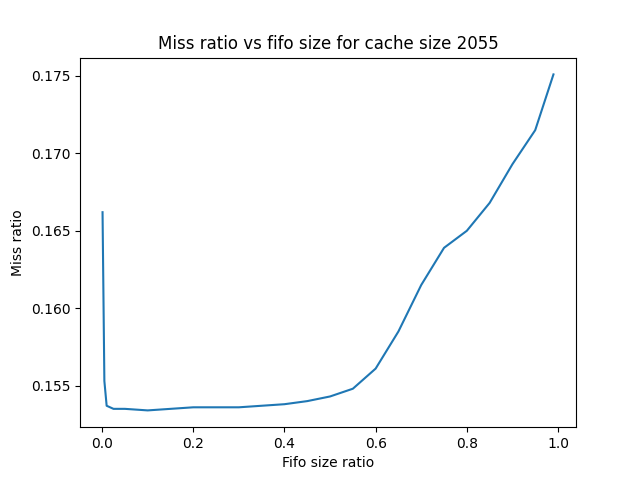 Miss ratio vs fifo size for cache size 2055
0.175
0.170
0.165
0.160
0.155
Miss ratio
0.0 0.2 0.4 0.6 0.8 1.0
Fifo size ratio